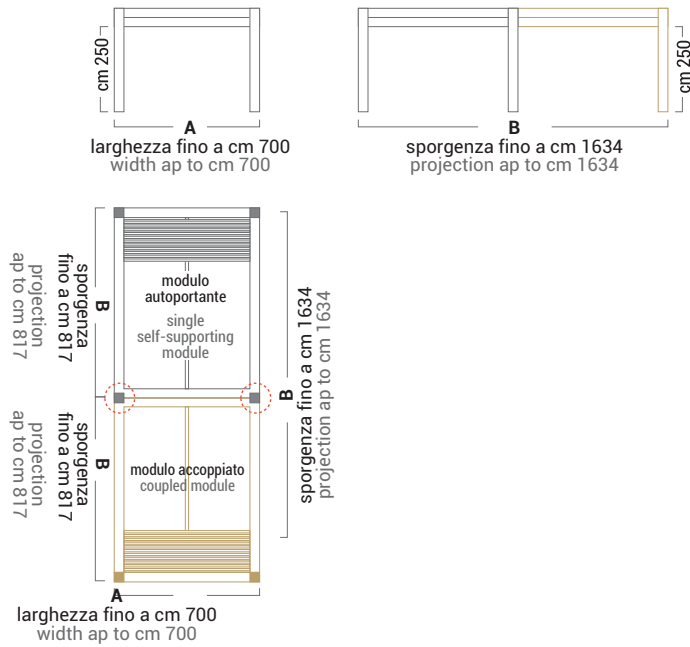 cm 250
A
larghezza fino a cm 700
width ap to cm 700
cm 250
B
sporgenza fino a cm 1634
projection ap to cm 1634
B
sporgenza
fino a cm 817
projection
ap to cm 817
modulo
autoportante
single
self-supporting
module
B
sporgenza fino a cm 1634
projection ap to cm 1634
B
sporgenza
fino a cm 817
projection
ap to cm 817
modulo accoppiato
coupled module
A
larghezza fino a cm 700
width ap to cm 700